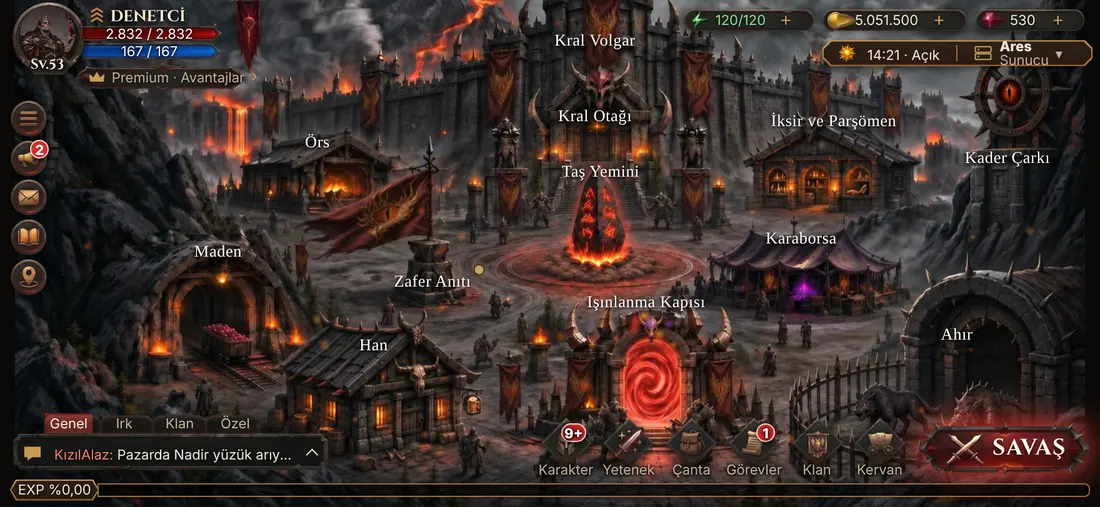 DENETCİ
2.832 / 2.832
167 / 167
Sv.53
Premium · Avantajlar
120/120 +
5.051.500 +
530 +
14:21 · Açık
Ares
Sunucu
Kral Volgar
Kral Otağı
İksir ve Parşömen
Kader Çarkı
Örs
Taş Yemini
2
Maden
Zafer Anıtı
Karaborsa
Işınlanma Kapısı
Han
Ahır
Genel
Irk
Klan
Özel
KızılAlaz: Pazarda Nadir yüzük arıy...
9+
1
Karakter
Yetenek
Çanta
Görevler
Klan
Kervan
SAVAŞ
EXP %0,00